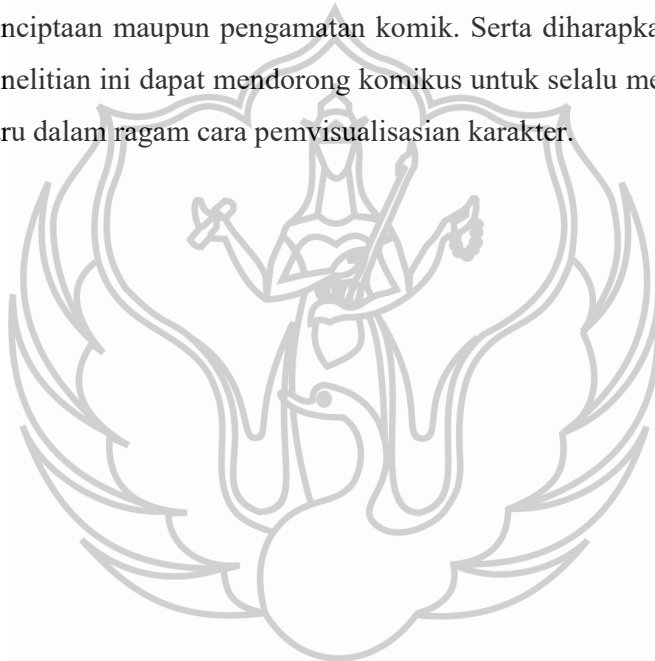 nciptaan maupun pengamatan komik. Serta diharapka
nelitian ini dapat mendorong komikus untuk selalu me
ru dalam ragam cara pemvisualisasian karakter.